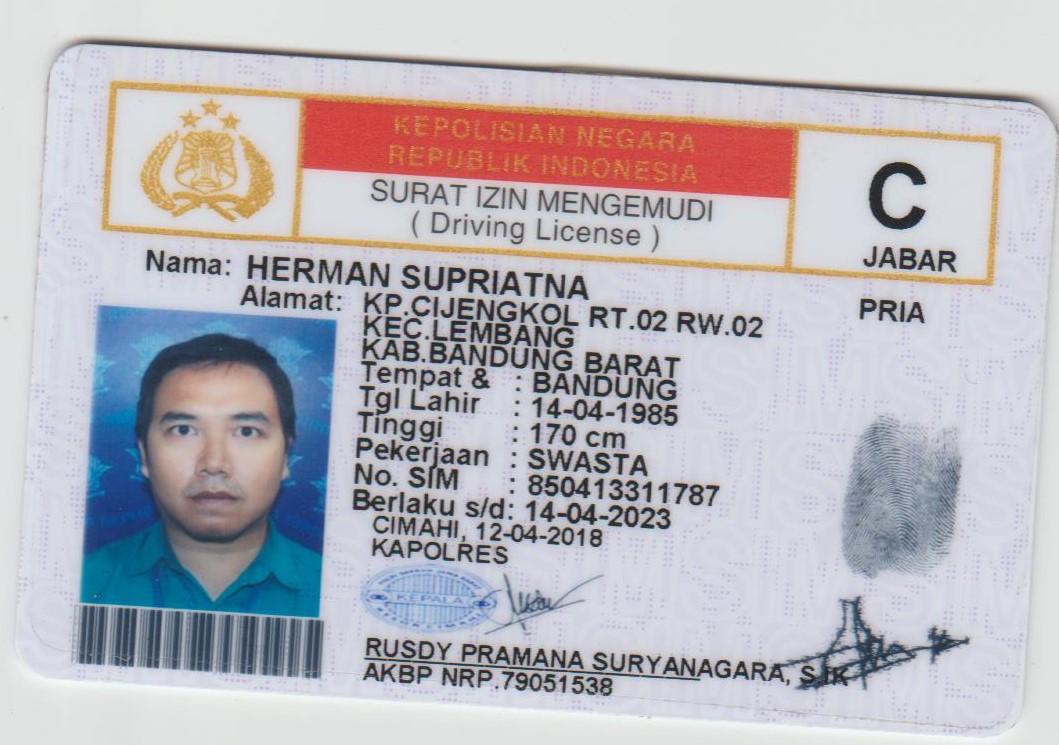 KEPOLISIAN NEGARA
REPUBLIK INDONESIA
SURAT IZIN MENGEMUDI
( Driving License )
C
JABAR
Nama: HERMAN SUPRIATNA
PRIA
Alamat: KP.CIJENGKOL RT.02 RW.02
KEC.LEMBANG
KAB.BANDUNG BARAT
Tempat & : BANDUNG
Tgl Lahir : 14-04-1985
Tinggi : 170 cm
Pekerjaan : SWASTA
No. SIM : 850413311787
Berlaku s/d: 14-04-2023
CIMAHI, 12-04-2018
KAPOLRES
KEPALA
RUSDY PRAMANA SURYANAGARA, SIK
AKBP NRP.79051538